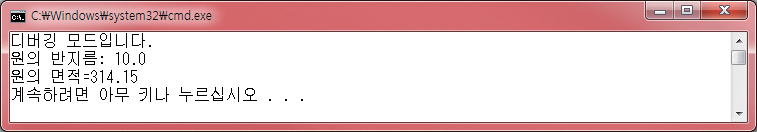 C:₩Windows₩system32₩cmd.exe
디버깅 모드입니다.
원의 반지름: 10.0
원의 면적=314.15
계속하려면 아무 키나 누르십시오 . . .